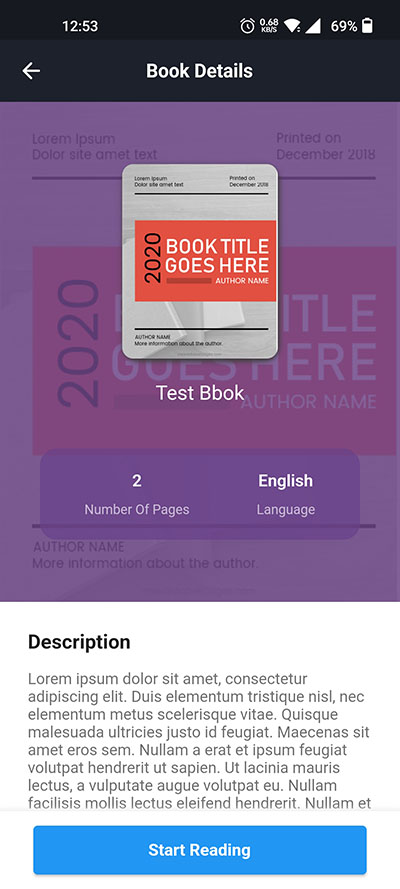 12:53
0.68 KB/S
69%
Book Details
Lorem Ipsum
Dolor site amet text
Printed on
December 2018
Lorem Ipsum
Dolor site amet text
Printed on
December 2018
2020
BOOK TITLE
GOES HERE
AUTHOR NAME
AUTHOR NAME
More information about the author.
2020
BOOK TITLE
GOES HERE
AUTHOR NAME
Test Bbok
2
English
Number Of Pages
Language
AUTHOR NAME
More information about the author.
Description
Lorem ipsum dolor sit amet, consectetur
adipiscing elit. Duis elementum tristique nisl, nec
elementum metus scelerisque vitae. Quisque
malesuada ultricies justo id feugiat. Maecenas sit
amet eros sem. Nullam a erat et ipsum feugiat
volutpat hendrerit ut sapien. Ut lacinia mauris
lectus, a vulputate augue volutpat eu. Nullam
facilisis mollis lectus eleifend hendrerit. Nullam et
Start Reading